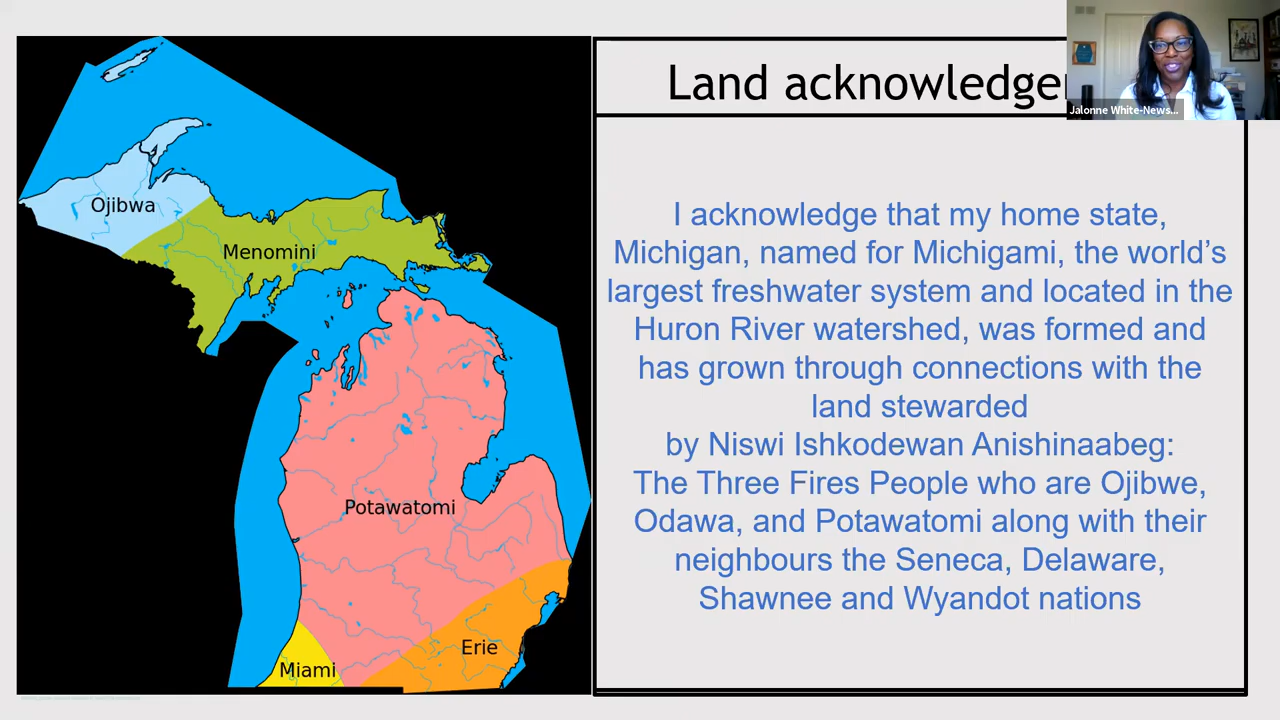 Land acknowledge
Jalonne White-News...
Ojibwa
Menomini
Potawatomi
Erie
Miami
I acknowledge that my home state,
Michigan, named for Michigami, the world’s
largest freshwater system and located in the
Huron River watershed, was formed and
has grown through connections with the
land stewarded
by Niswi Ishkodewan Anishinaabeg:
The Three Fires People who are Ojibwe,
Odawa, and Potawatomi along with their
neighbours the Seneca, Delaware,
Shawnee and Wyandot nations